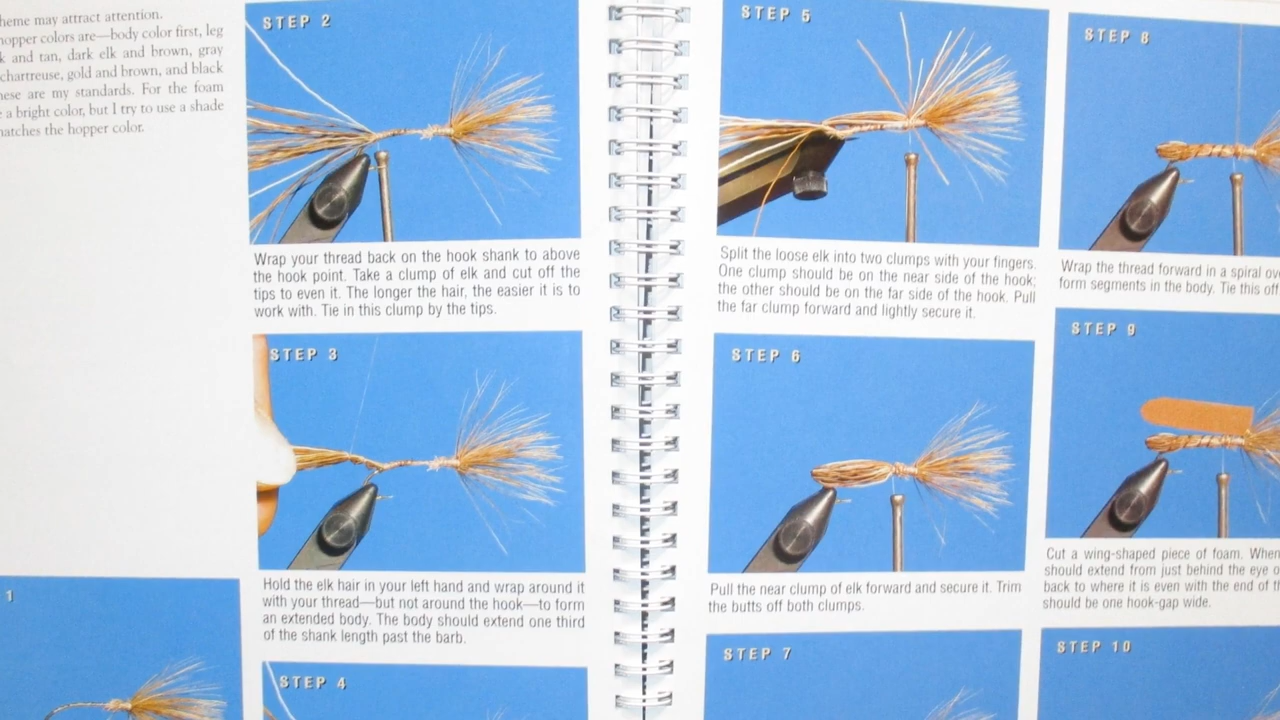 heme may attract attention.
hopper colors are—body color first, leg
k and tan, dark elk and brown, gray
chartreuse, gold and brown, and black
hese are my standards. For the foam
e a bright color, but I try to use a shade
matches the hopper color.
1
STEP 2
Wrap your thread back on the hook shank to above
the hook point. Take a clump of elk and cut off the
tips to even it. The longer the hair, the easier it is to
work with. Tie in this clump by the tips.
STEP 3
Hold the elk hair in your left hand and wrap around it
with your thread—but not around the hook—to form
an extended body. The body should extend one third
of the shank length past the barb.
STEP 4
STEP 5
Split the loose elk into two clumps with your fingers.
One clump should be on the near side of the hook;
the other should be on the far side of the hook. Pull
the far clump forward and lightly secure it.
STEP 6
Pull the near clump of elk forward and secure it. Trim
the butts off both clumps.
STEP 7
STEP 8
Wrap the thread forward in a spiral ov
form segments in the body. Tie this off
STEP 9
Cut a wing-shaped piece of foam. When
should extend from just behind the eye o
back to where it is even with the end of t
should be one hook-gap wide.
STEP 10